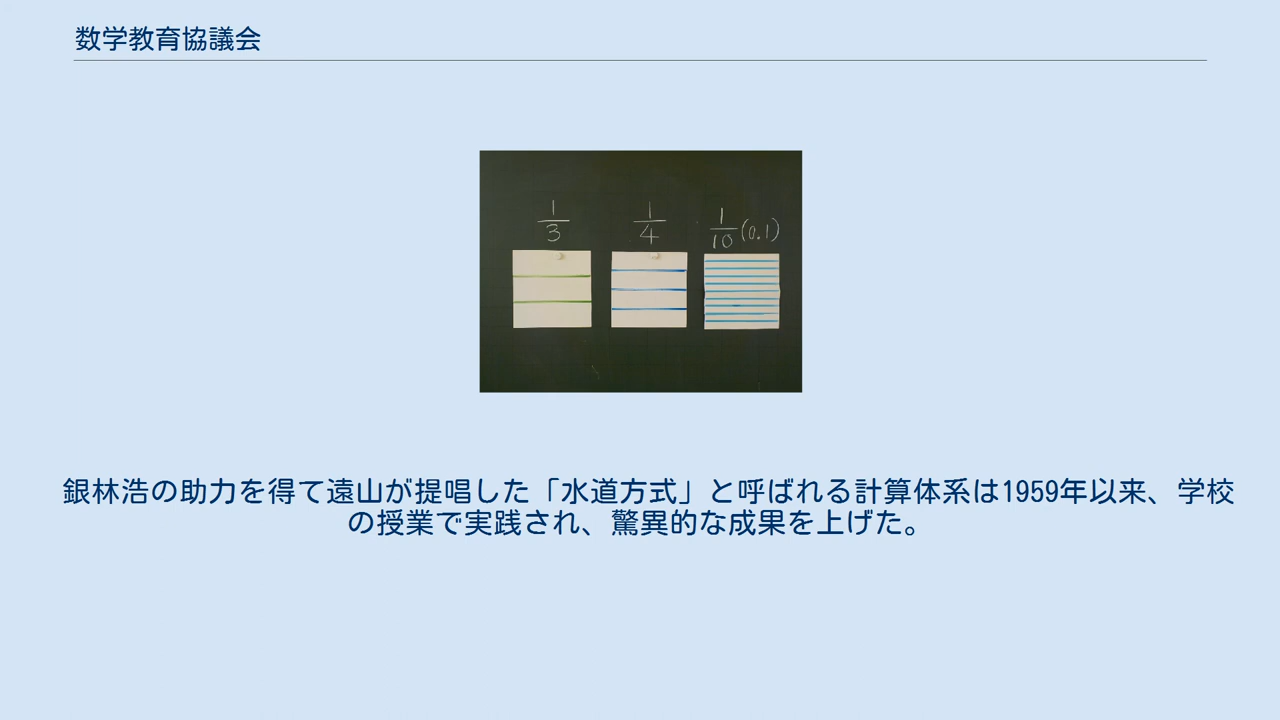 数学教育協議会
1/3 1/4 1/10 (0.1)
銀林浩の助力を得て遠山が提唱した「水道方式」と呼ばれる計算体系は1959年以来、学校
の授業で実践され、驚異的な成果を上げた。